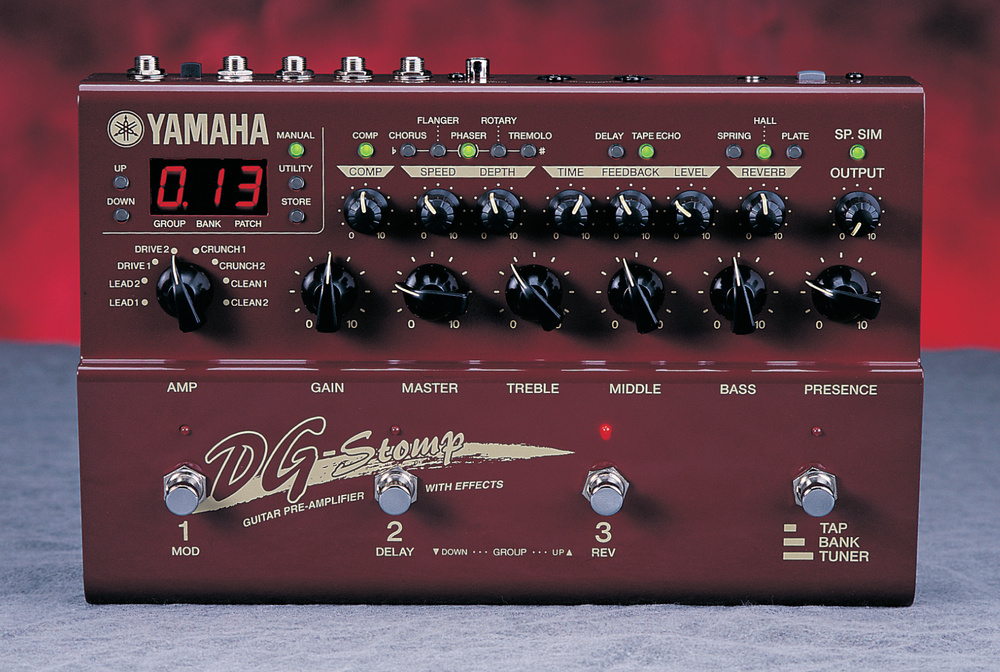 YAMAHA
MANUAL
UP
UTILITY
DOWN
STORE
0.13
GROUP BANK PATCH
FLANGER ROTARY HALL
COMP CHORUS PHASER TREMOLO DELAY TAPE ECHO SPRING PLATE SP. SIM
♭ ( ) #
COMP SPEED DEPTH TIME FEEDBACK LEVEL REVERB OUTPUT
0 10 0 10 0 10 0 10 0 10 0 10 0 10 0 10
DRIVE 2 CRUNCH 1
DRIVE 1 CRUNCH 2
LEAD 2 CLEAN 1
LEAD 1 CLEAN 2
0 10 0 10 0 10 0 10 0 10 0 10
AMP GAIN MASTER TREBLE MIDDLE BASS PRESENCE
DG-Stomp
GUITAR PRE-AMPLIFIER WITH EFFECTS
1 2 3
MOD DELAY ▼DOWN ··· GROUP ··· UP▲ REV
TAP
BANK
TUNER